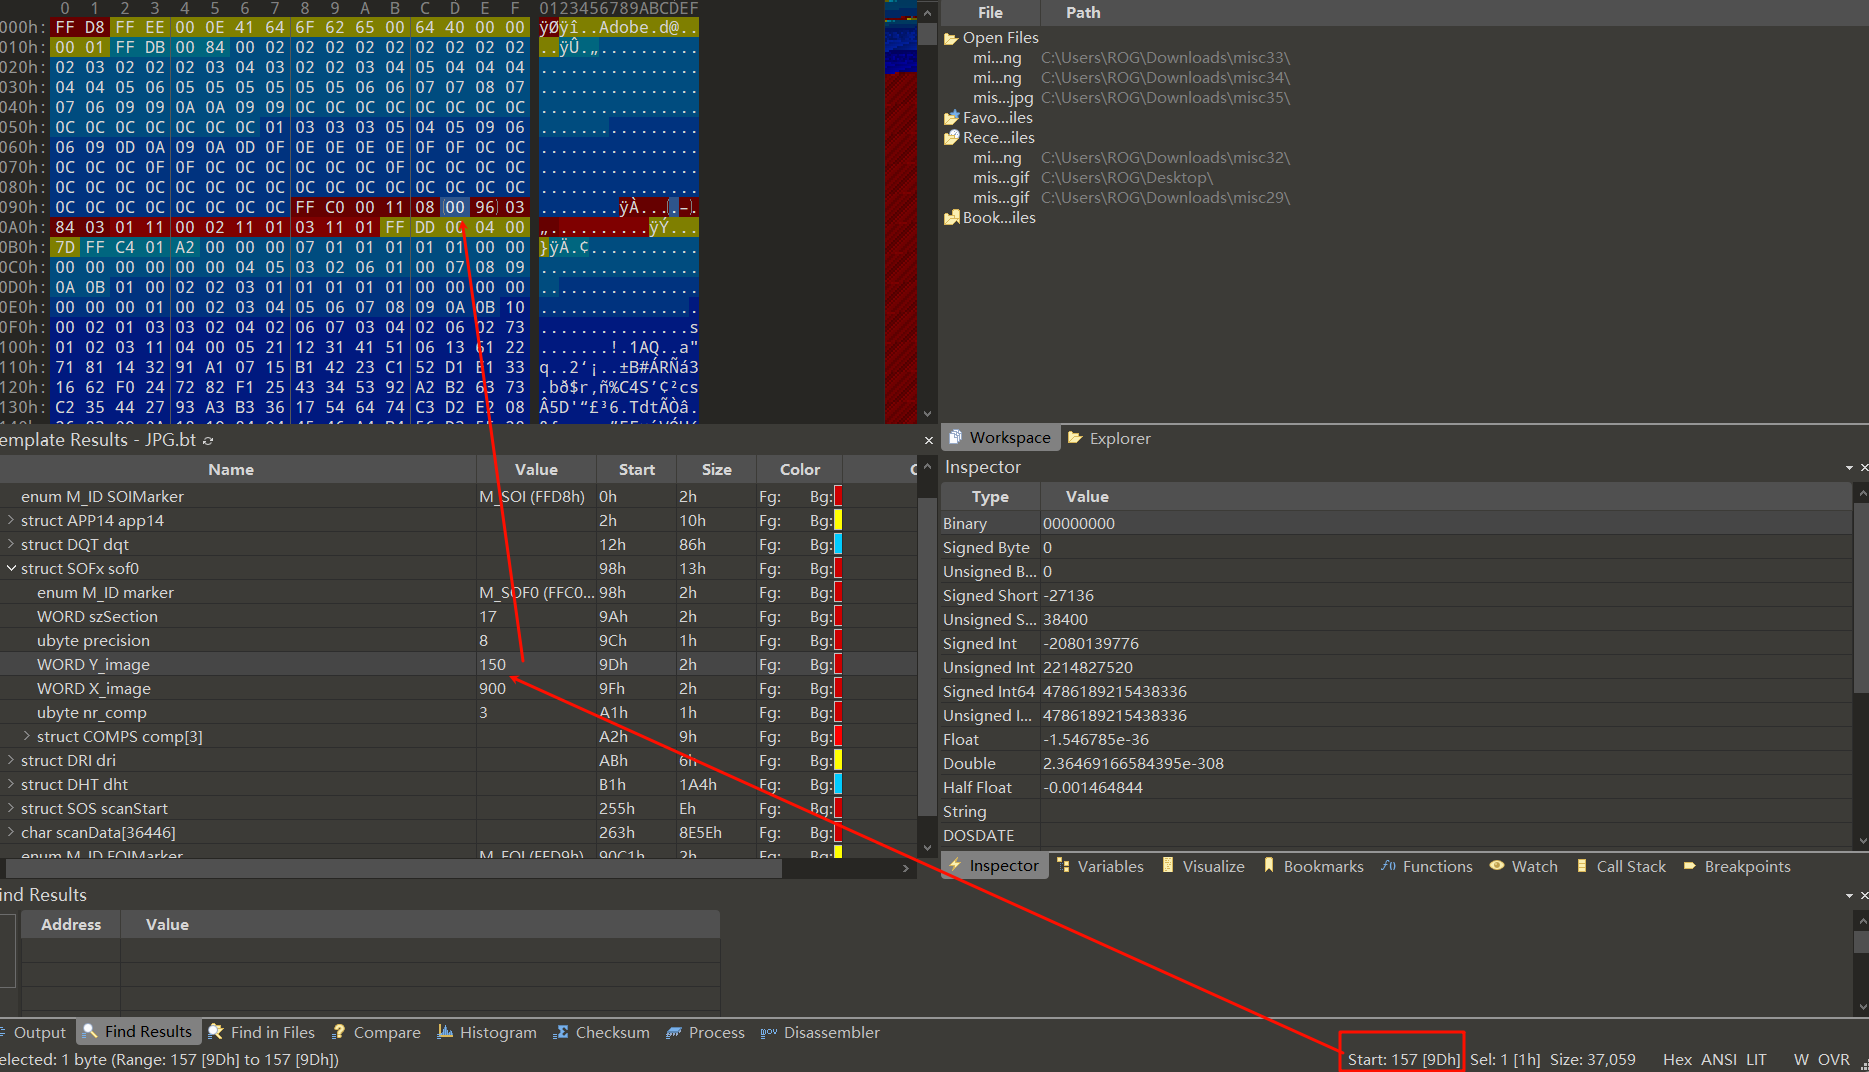 0 1 2 3 4 5 6 7 8 9 A B C D E F 0123456789ABCDEF
000h: FF D8 FF EE 00 0E 41 64 6F 62 65 00 64 40 00 00 ÿØÿî..Adobe.d@..
010h: 00 01 FF DB 00 84 00 02 02 02 02 02 02 02 02 02 ..ÿÛ.„..........
020h: 02 03 02 02 02 03 04 03 02 02 03 04 05 04 04 04 ................
030h: 04 04 05 06 05 05 05 05 05 05 06 06 07 07 08 07 ................
040h: 07 06 09 09 0A 0A 09 09 0C 0C 0C 0C 0C 0C 0C 0C ................
050h: 0C 0C 0C 0C 0C 0C 0C 01 03 03 03 05 04 05 09 06 ................
060h: 06 09 0D 0A 09 0A 0D 0F 0E 0E 0E 0E 0F 0F 0C 0C ................
070h: 0C 0C 0C 0F 0F 0C 0C 0C 0C 0C 0C 0F 0C 0C 0C 0C ................
080h: 0C 0C 0C 0C 0C 0C 0C 0C 0C 0C 0C 0C 0C 0C 0C 0C ................
090h: 0C 0C 0C 0C 0C 0C 0C 0C FF C0 00 11 08 00 96 03 ........ÿÀ....–.
0A0h: 84 03 01 11 00 02 11 01 03 11 01 FF DD 00 04 00 „..........ÿÝ...
0B0h: 7D FF C4 01 A2 00 00 00 07 01 01 01 01 01 00 00 }ÿÄ.¢...........
0C0h: 00 00 00 00 00 04 05 03 02 06 01 00 07 08 09 ................
0D0h: 0A 0B 01 00 02 02 03 01 01 01 01 01 00 00 00 00 ................
0E0h: 00 00 00 01 00 02 03 04 05 06 07 08 09 0A 0B 10 ................
0F0h: 00 02 01 03 03 02 04 02 06 07 03 04 02 06 02 73 ...............s
100h: 01 02 03 11 04 00 05 21 12 31 41 51 06 13 61 22 .......!.1AQ..a"
110h: 71 81 14 32 91 A1 07 15 B1 42 23 C1 52 D1 E1 33 q..2‘¡..±B#ÁRÑá3
120h: 16 62 F0 24 72 82 F1 25 43 34 53 92 A2 B2 63 73 .bð$r‚ñ%C4S’¢²cs
130h: C2 35 44 27 93 A3 B3 36 17 54 64 74 C3 D2 E2 08 Â5D'“£³6.TdtÃÒâ.
File Path
Open Files
mi...ng C:\Users\ROG\Downloads\misc33\
mi...ng C:\Users\ROG\Downloads\misc34\
mis...jpg C:\Users\ROG\Downloads\misc35\
Favo...iles
Rece...iles
mi...ng C:\Users\ROG\Downloads\misc32\
mis...gif C:\Users\ROG\Desktop\
mis...gif C:\Users\ROG\Downloads\misc29\
Book...iles
Workspace Explorer
emplate Results - JPG.bt
Name Value Start Size Color C
enum M_ID SOIMarker M_SOI (FFD8h) 0h 2h Fg: Bg:
struct APP14 app14 2h 10h Fg: Bg:
struct DQT dqt 12h 86h Fg: Bg:
struct SOFx sof0 98h 13h Fg: Bg:
enum M_ID marker M_SOF0 (FFC0... 98h 2h Fg: Bg:
WORD szSection 17 9Ah 2h Fg: Bg:
ubyte precision 8 9Ch 1h Fg: Bg:
WORD Y_image 150 9Dh 2h Fg: Bg:
WORD X_image 900 9Fh 2h Fg: Bg:
ubyte nr_comp 3 A1h 1h Fg: Bg:
struct COMPS comp[3] A2h 9h Fg: Bg:
struct DRI dri ABh 6h Fg: Bg:
struct DHT dht B1h 1A4h Fg: Bg:
struct SOS scanStart 255h Eh Fg: Bg:
char scanData[36446] 263h 8E5Eh Fg: Bg:
enum M_ID EOIMarker M_EOI (FFD9h) 90C1h 2h Fg: Bg:
Inspector
Type Value
Binary 00000000
Signed Byte 0
Unsigned B... 0
Signed Short -27136
Unsigned S... 38400
Signed Int -2080139776
Unsigned Int 2214827520
Signed Int64 4786189215438336
Unsigned I... 4786189215438336
Float -1.546785e-36
Double 2.36469166584395e-308
Half Float -0.001464844
String
DOSDATE
Inspector Variables Visualize Bookmarks Functions Watch Call Stack Breakpoints
ind Results
Address Value
Output Find Results Find in Files Compare Histogram Checksum Process Disassembler
elected: 1 byte (Range: 157 [9Dh] to 157 [9Dh]) Start: 157 [9Dh] Sel: 1 [1h] Size: 37,059 Hex ANSI LIT W OVR